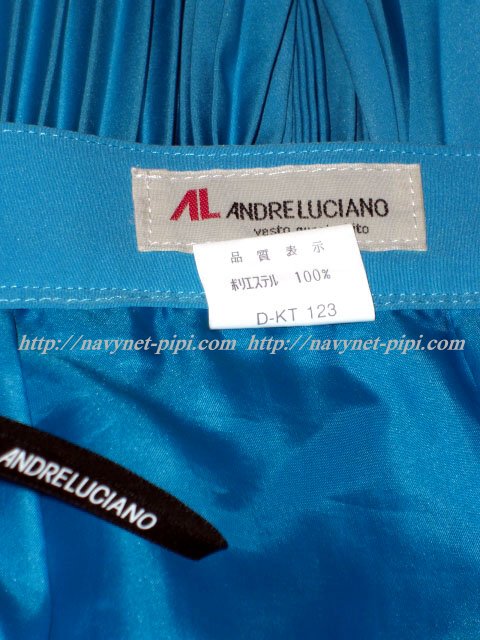 AL ANDRELUCIANO
vesto
品質表示
ポリエステル 100%
D-KT 123
http://navynet-pipi.com http://navynet-pipi.com
ANDRELUCIANO